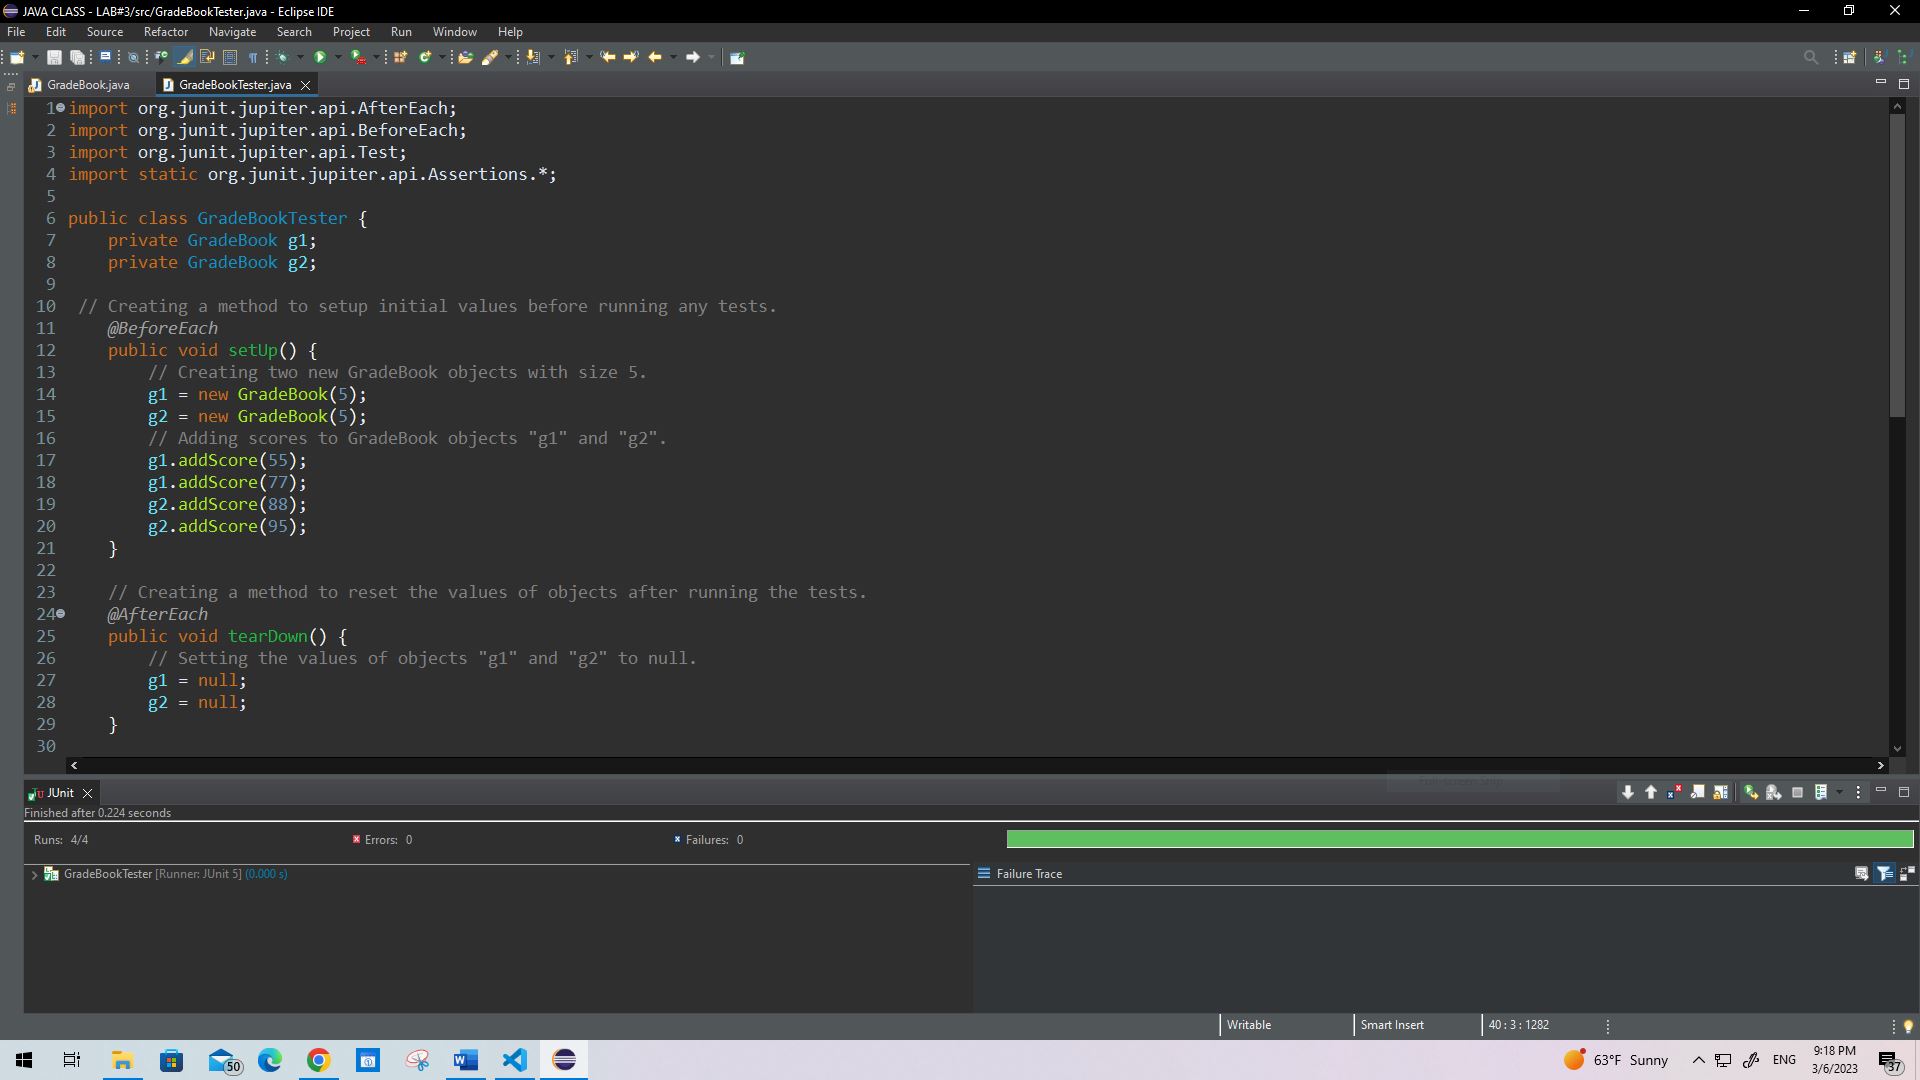 JAVA CLASS - LAB#3/src/GradeBookTester.java - Eclipse IDE
File Edit Source Refactor Navigate Search Project Run Window Help
GradeBook.java GradeBookTester.java
1 import org.junit.jupiter.api.AfterEach;
2 import org.junit.jupiter.api.BeforeEach;
3 import org.junit.jupiter.api.Test;
4 import static org.junit.jupiter.api.Assertions.*;
5
6 public class GradeBookTester {
7 private GradeBook g1;
8 private GradeBook g2;
9
10 // Creating a method to setup initial values before running any tests.
11 @BeforeEach
12 public void setUp() {
13 // Creating two new GradeBook objects with size 5.
14 g1 = new GradeBook(5);
15 g2 = new GradeBook(5);
16 // Adding scores to GradeBook objects "g1" and "g2".
17 g1.addScore(55);
18 g1.addScore(77);
19 g2.addScore(88);
20 g2.addScore(95);
21 }
22
23 // Creating a method to reset the values of objects after running the tests.
24 @AfterEach
25 public void tearDown() {
26 // Setting the values of objects "g1" and "g2" to null.
27 g1 = null;
28 g2 = null;
29 }
30
Full-screen Snip
JUnit
Finished after 0.224 seconds
Runs: 4/4 Errors: 0 Failures: 0
GradeBookTester [Runner: JUnit 5] (0.000 s)
Failure Trace
Writable Smart Insert 40 : 3 : 1282
50
63°F Sunny
ENG
9:18 PM
3/6/2023
37